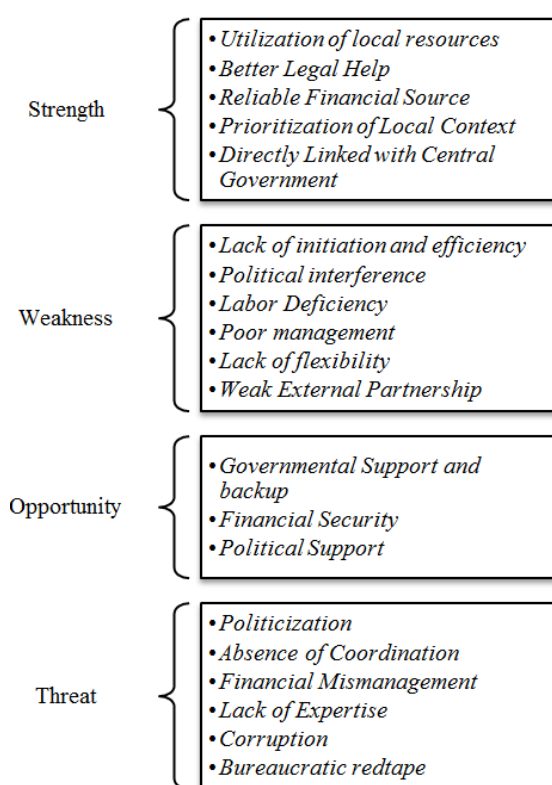 Strength
• Utilization of local resources
• Better Legal Help
• Reliable Financial Source
• Prioritization of Local Context
• Directly Linked with Central
Government
Weakness
• Lack of initiation and efficiency
• Political interference
• Labor Deficiency
• Poor management
• Lack of flexibility
• Weak External Partnership
Opportunity
• Governmental Support and
backup
• Financial Security
• Political Support
Threat
• Politicization
• Absence of Coordination
• Financial Mismanagement
• Lack of Expertise
• Corruption
• Bureaucratic redtape